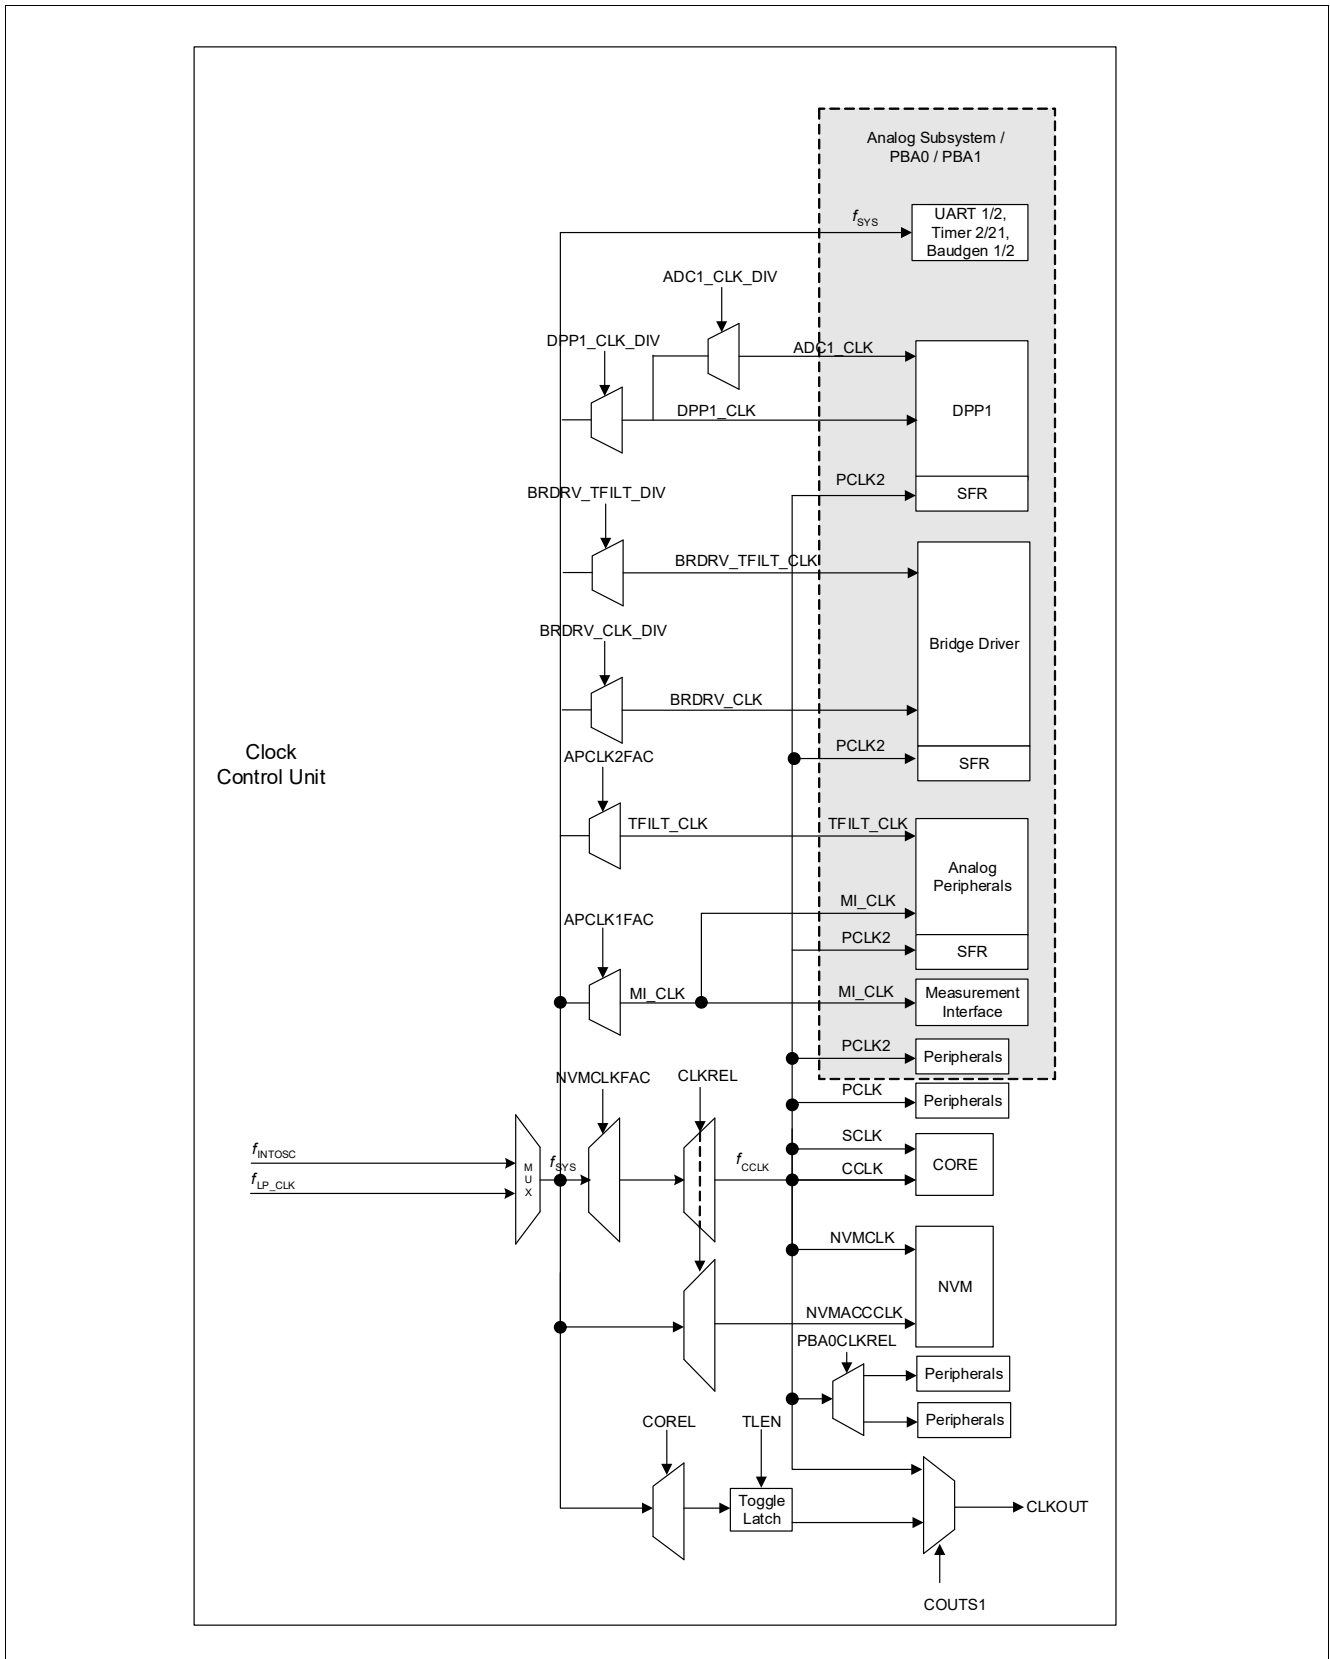 Analog Subsystem /
PBA0 / PBA1
fSYS
UART 1/2,
Timer 2/21,
Baudgen 1/2
ADC1_CLK_DIV
DPP1_CLK_DIV
ADC1_CLK
DPP1_CLK
DPP1
PCLK2
SFR
BRDRV_TFILT_DIV
BRDRV_TFILT_CLK
BRDRV_CLK_DIV
Bridge Driver
BRDRV_CLK
PCLK2
SFR
Clock
Control Unit
APCLK2FAC
TFILT_CLK
TFILT_CLK
Analog
Peripherals
MI_CLK
APCLK1FAC
PCLK2
SFR
MI_CLK
MI_CLK
Measurement
Interface
PCLK2
Peripherals
NVMCLKFAC
CLKREL
PCLK
Peripherals
fINTOSC
fLP_CLK
MUX
fSYS
fCCLK
SCLK
CCLK
CORE
NVMCLK
NVM
NVMACCCLK
PBA0CLKREL
Peripherals
Peripherals
COREL
TLEN
Toggle
Latch
CLKOUT
COUTS1